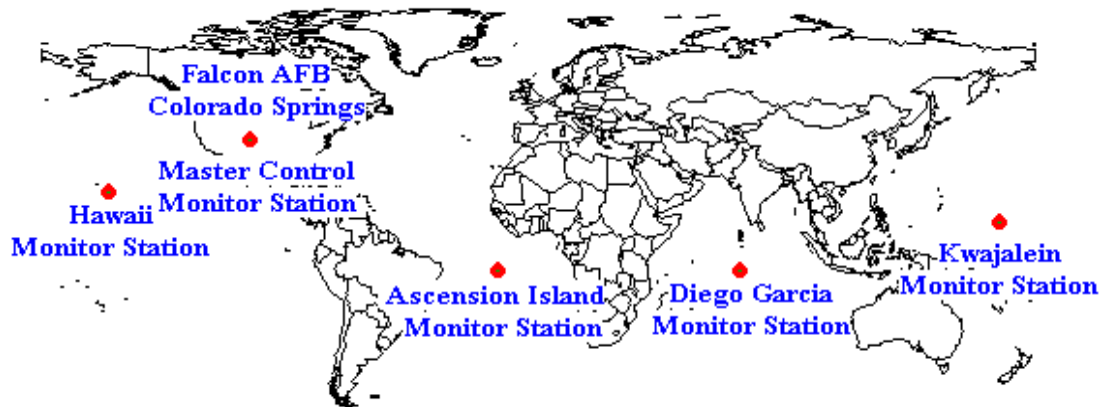 Falcon AFB
Colorado Springs
Master Control
Monitor Station
Hawaii
Monitor Station
Ascension Island
Monitor Station
Diego Garcia
Monitor Station
Kwajalein
Monitor Station